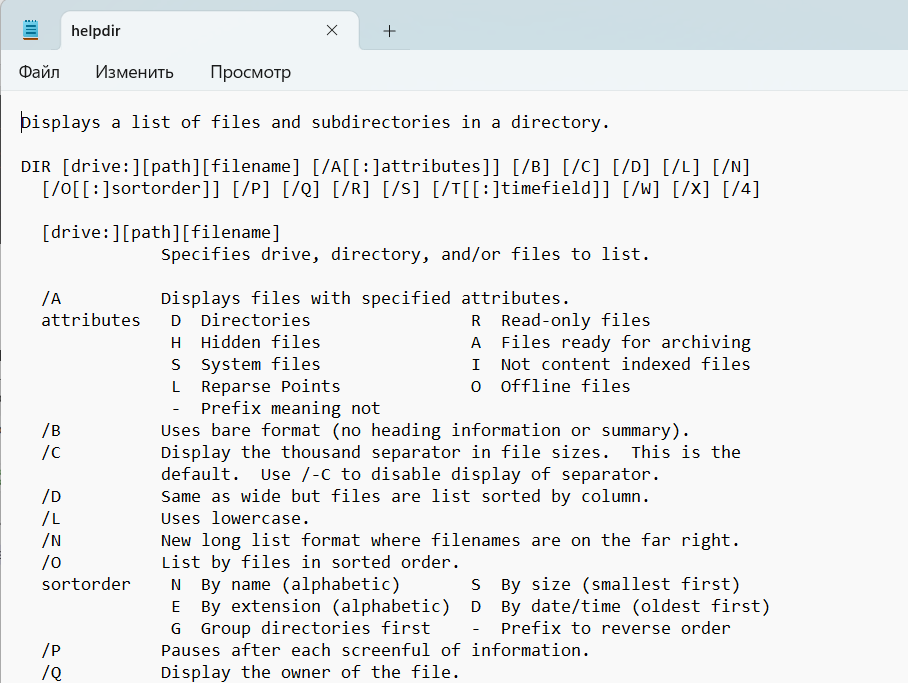 helpdir
Файл Изменить Просмотр
Displays a list of files and subdirectories in a directory.

DIR [drive:][path][filename] [/A[[:]attributes]] [/B] [/C] [/D] [/L] [/N]
  [/O[[:]sortorder]] [/P] [/Q] [/R] [/S] [/T[[:]timefield]] [/W] [/X] [/4]

  [drive:][path][filename]
              Specifies drive, directory, and/or files to list.

  /A          Displays files with specified attributes.
  attributes   D  Directories                R  Read-only files
               H  Hidden files               A  Files ready for archiving
               S  System files               I  Not content indexed files
               L  Reparse Points             O  Offline files
               -  Prefix meaning not
  /B          Uses bare format (no heading information or summary).
  /C          Display the thousand separator in file sizes.  This is the
              default.  Use /-C to disable display of separator.
  /D          Same as wide but files are list sorted by column.
  /L          Uses lowercase.
  /N          New long list format where filenames are on the far right.
  /O          List by files in sorted order.
  sortorder    N  By name (alphabetic)       S  By size (smallest first)
               E  By extension (alphabetic)  D  By date/time (oldest first)
               G  Group directories first    -  Prefix to reverse order
  /P          Pauses after each screenful of information.
  /Q          Display the owner of the file.